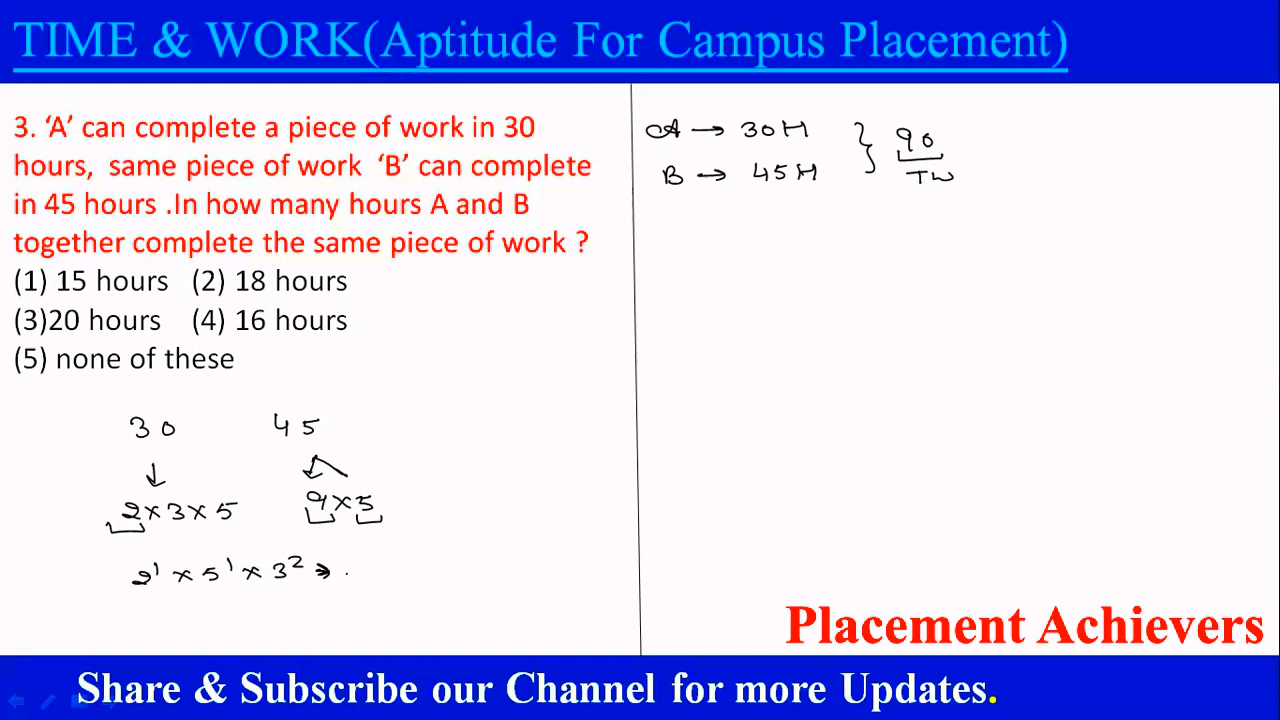 TIME & WORK(Aptitude For Campus Placement)
3. ‘A’ can complete a piece of work in 30
hours, same piece of work ‘B’ can complete
in 45 hours .In how many hours A and B
together complete the same piece of work ?
(1) 15 hours (2) 18 hours
(3)20 hours (4) 16 hours
(5) none of these
30 45
2×3×5 9×5
2¹ × 5¹ × 3² →
A → 30H
B → 45H
90
TW
Placement Achievers
Share & Subscribe our Channel for more Updates.